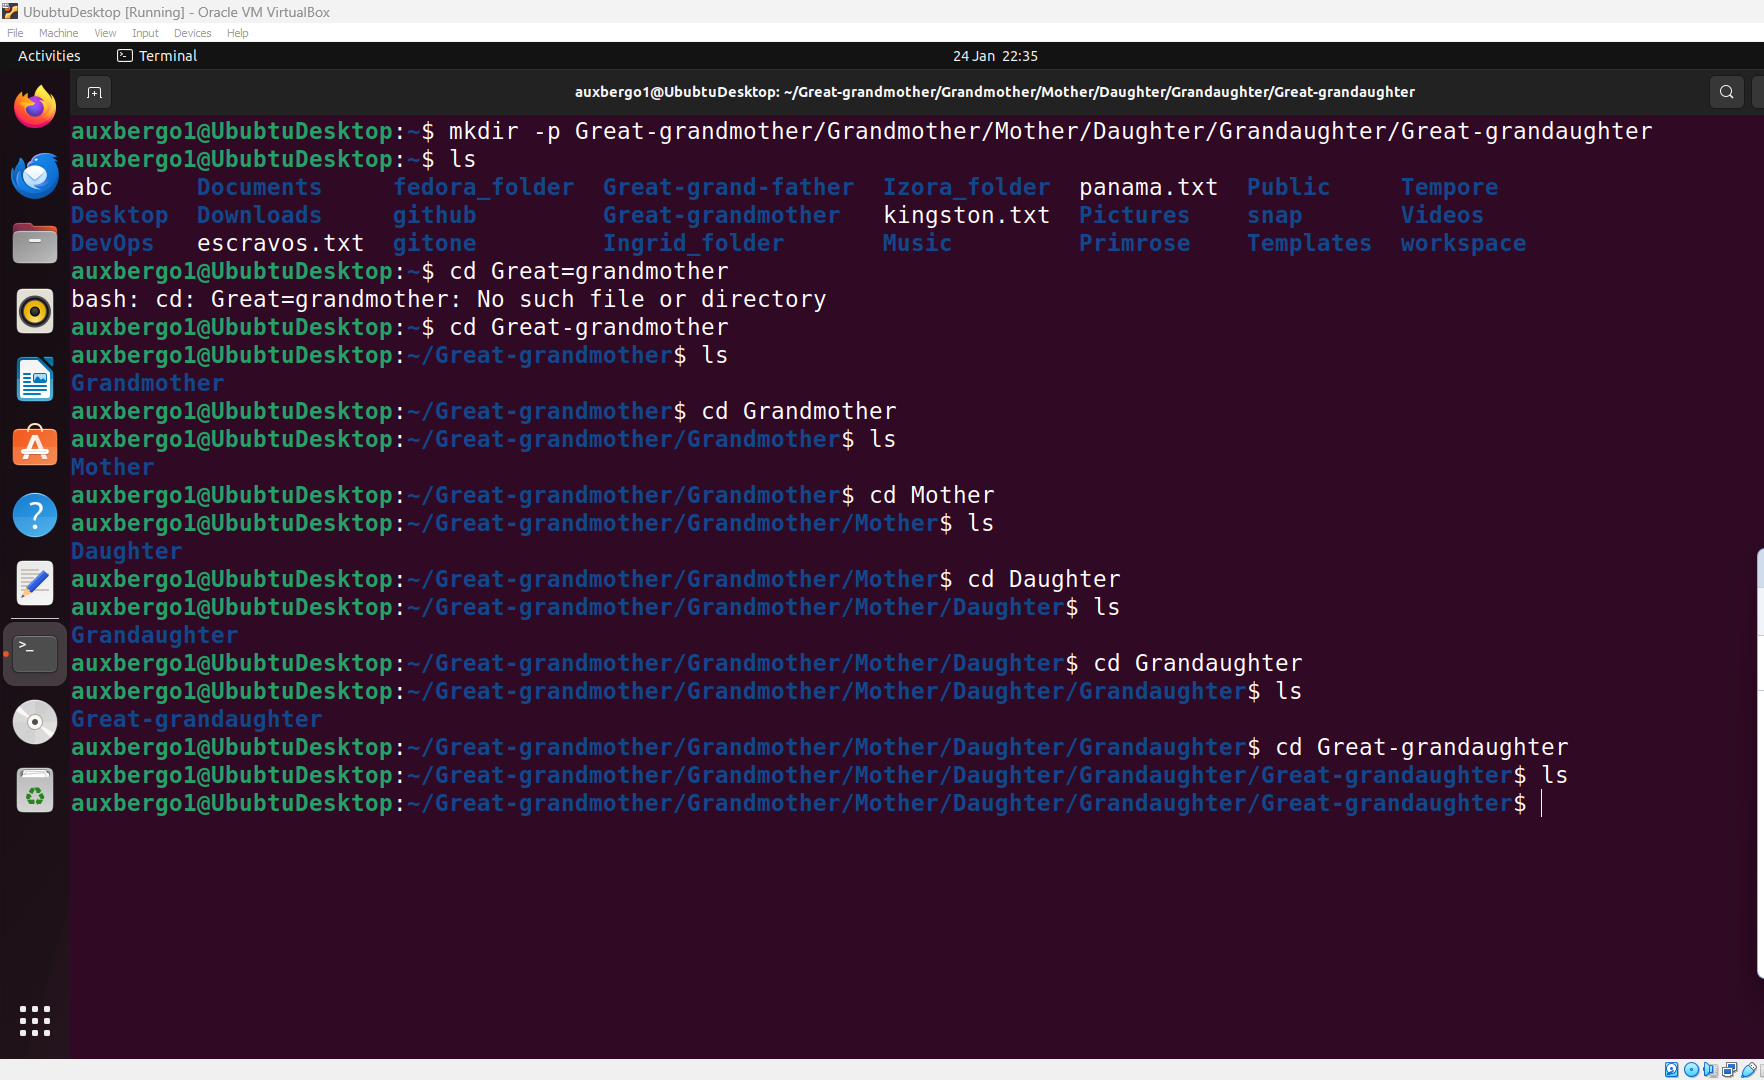 UbubtuDesktop [Running] - Oracle VM VirtualBox
File Machine View Input Devices Help
Activities Terminal 24 Jan 22:35
auxbergo1@UbubtuDesktop: ~/Great-grandmother/Grandmother/Mother/Daughter/Grandaughter/Great-grandaughter
auxbergo1@UbubtuDesktop:~$ mkdir -p Great-grandmother/Grandmother/Mother/Daughter/Grandaughter/Great-grandaughter
auxbergo1@UbubtuDesktop:~$ ls
abc Documents fedora_folder Great-grand-father Izora_folder panama.txt Public Tempore
Desktop Downloads github Great-grandmother kingston.txt Pictures snap Videos
DevOps escravos.txt gitone Ingrid_folder Music Primrose Templates workspace
auxbergo1@UbubtuDesktop:~$ cd Great=grandmother
bash: cd: Great=grandmother: No such file or directory
auxbergo1@UbubtuDesktop:~$ cd Great-grandmother
auxbergo1@UbubtuDesktop:~/Great-grandmother$ ls
Grandmother
auxbergo1@UbubtuDesktop:~/Great-grandmother$ cd Grandmother
auxbergo1@UbubtuDesktop:~/Great-grandmother/Grandmother$ ls
Mother
auxbergo1@UbubtuDesktop:~/Great-grandmother/Grandmother$ cd Mother
auxbergo1@UbubtuDesktop:~/Great-grandmother/Grandmother/Mother$ ls
Daughter
auxbergo1@UbubtuDesktop:~/Great-grandmother/Grandmother/Mother$ cd Daughter
auxbergo1@UbubtuDesktop:~/Great-grandmother/Grandmother/Mother/Daughter$ ls
Grandaughter
auxbergo1@UbubtuDesktop:~/Great-grandmother/Grandmother/Mother/Daughter$ cd Grandaughter
auxbergo1@UbubtuDesktop:~/Great-grandmother/Grandmother/Mother/Daughter/Grandaughter$ ls
Great-grandaughter
auxbergo1@UbubtuDesktop:~/Great-grandmother/Grandmother/Mother/Daughter/Grandaughter$ cd Great-grandaughter
auxbergo1@UbubtuDesktop:~/Great-grandmother/Grandmother/Mother/Daughter/Grandaughter/Great-grandaughter$ ls
auxbergo1@UbubtuDesktop:~/Great-grandmother/Grandmother/Mother/Daughter/Grandaughter/Great-grandaughter$